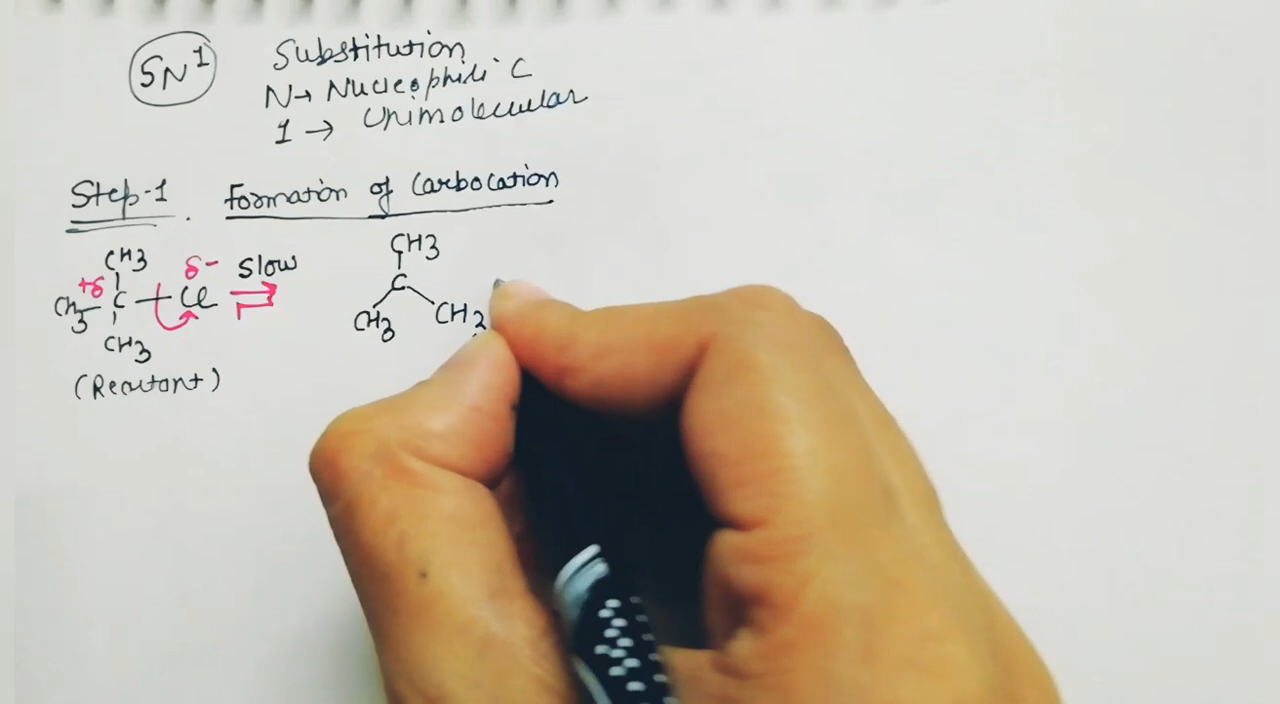 SN1
Substitution
N→ Nucleophilic
1 → Unimolecular
Step-1. Formation of Carbocation
CH3
+δ
δ-
Slow
CH3
C
Cl
CH3
(Reactant)
CH3
C
CH3
CH3